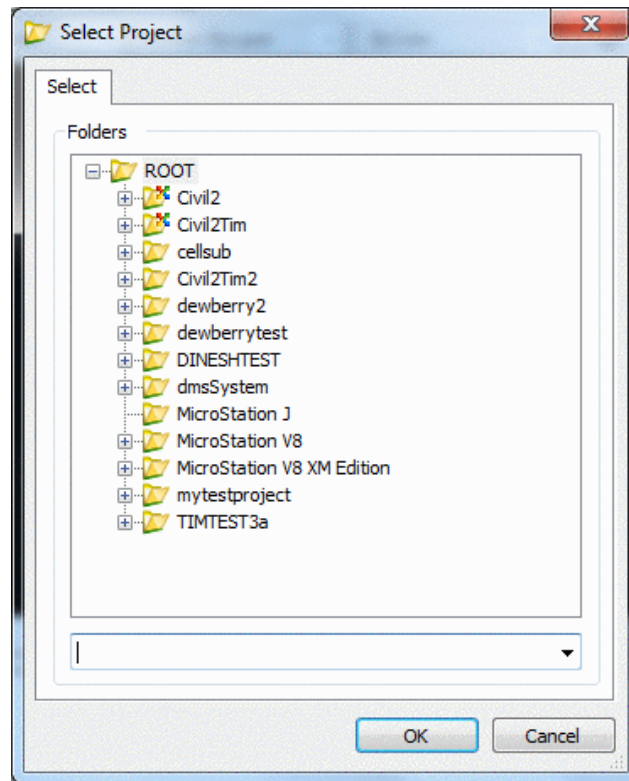 Select Project
Select
Folders
ROOT
Civil2
Civil2Tim
cellsub
Civil2Tim2
dewberry2
dewberrytest
DINESHTEST
dmsSystem
MicroStation J
MicroStation V8
MicroStation V8 XM Edition
mytestproject
TIMTEST3a
OK
Cancel